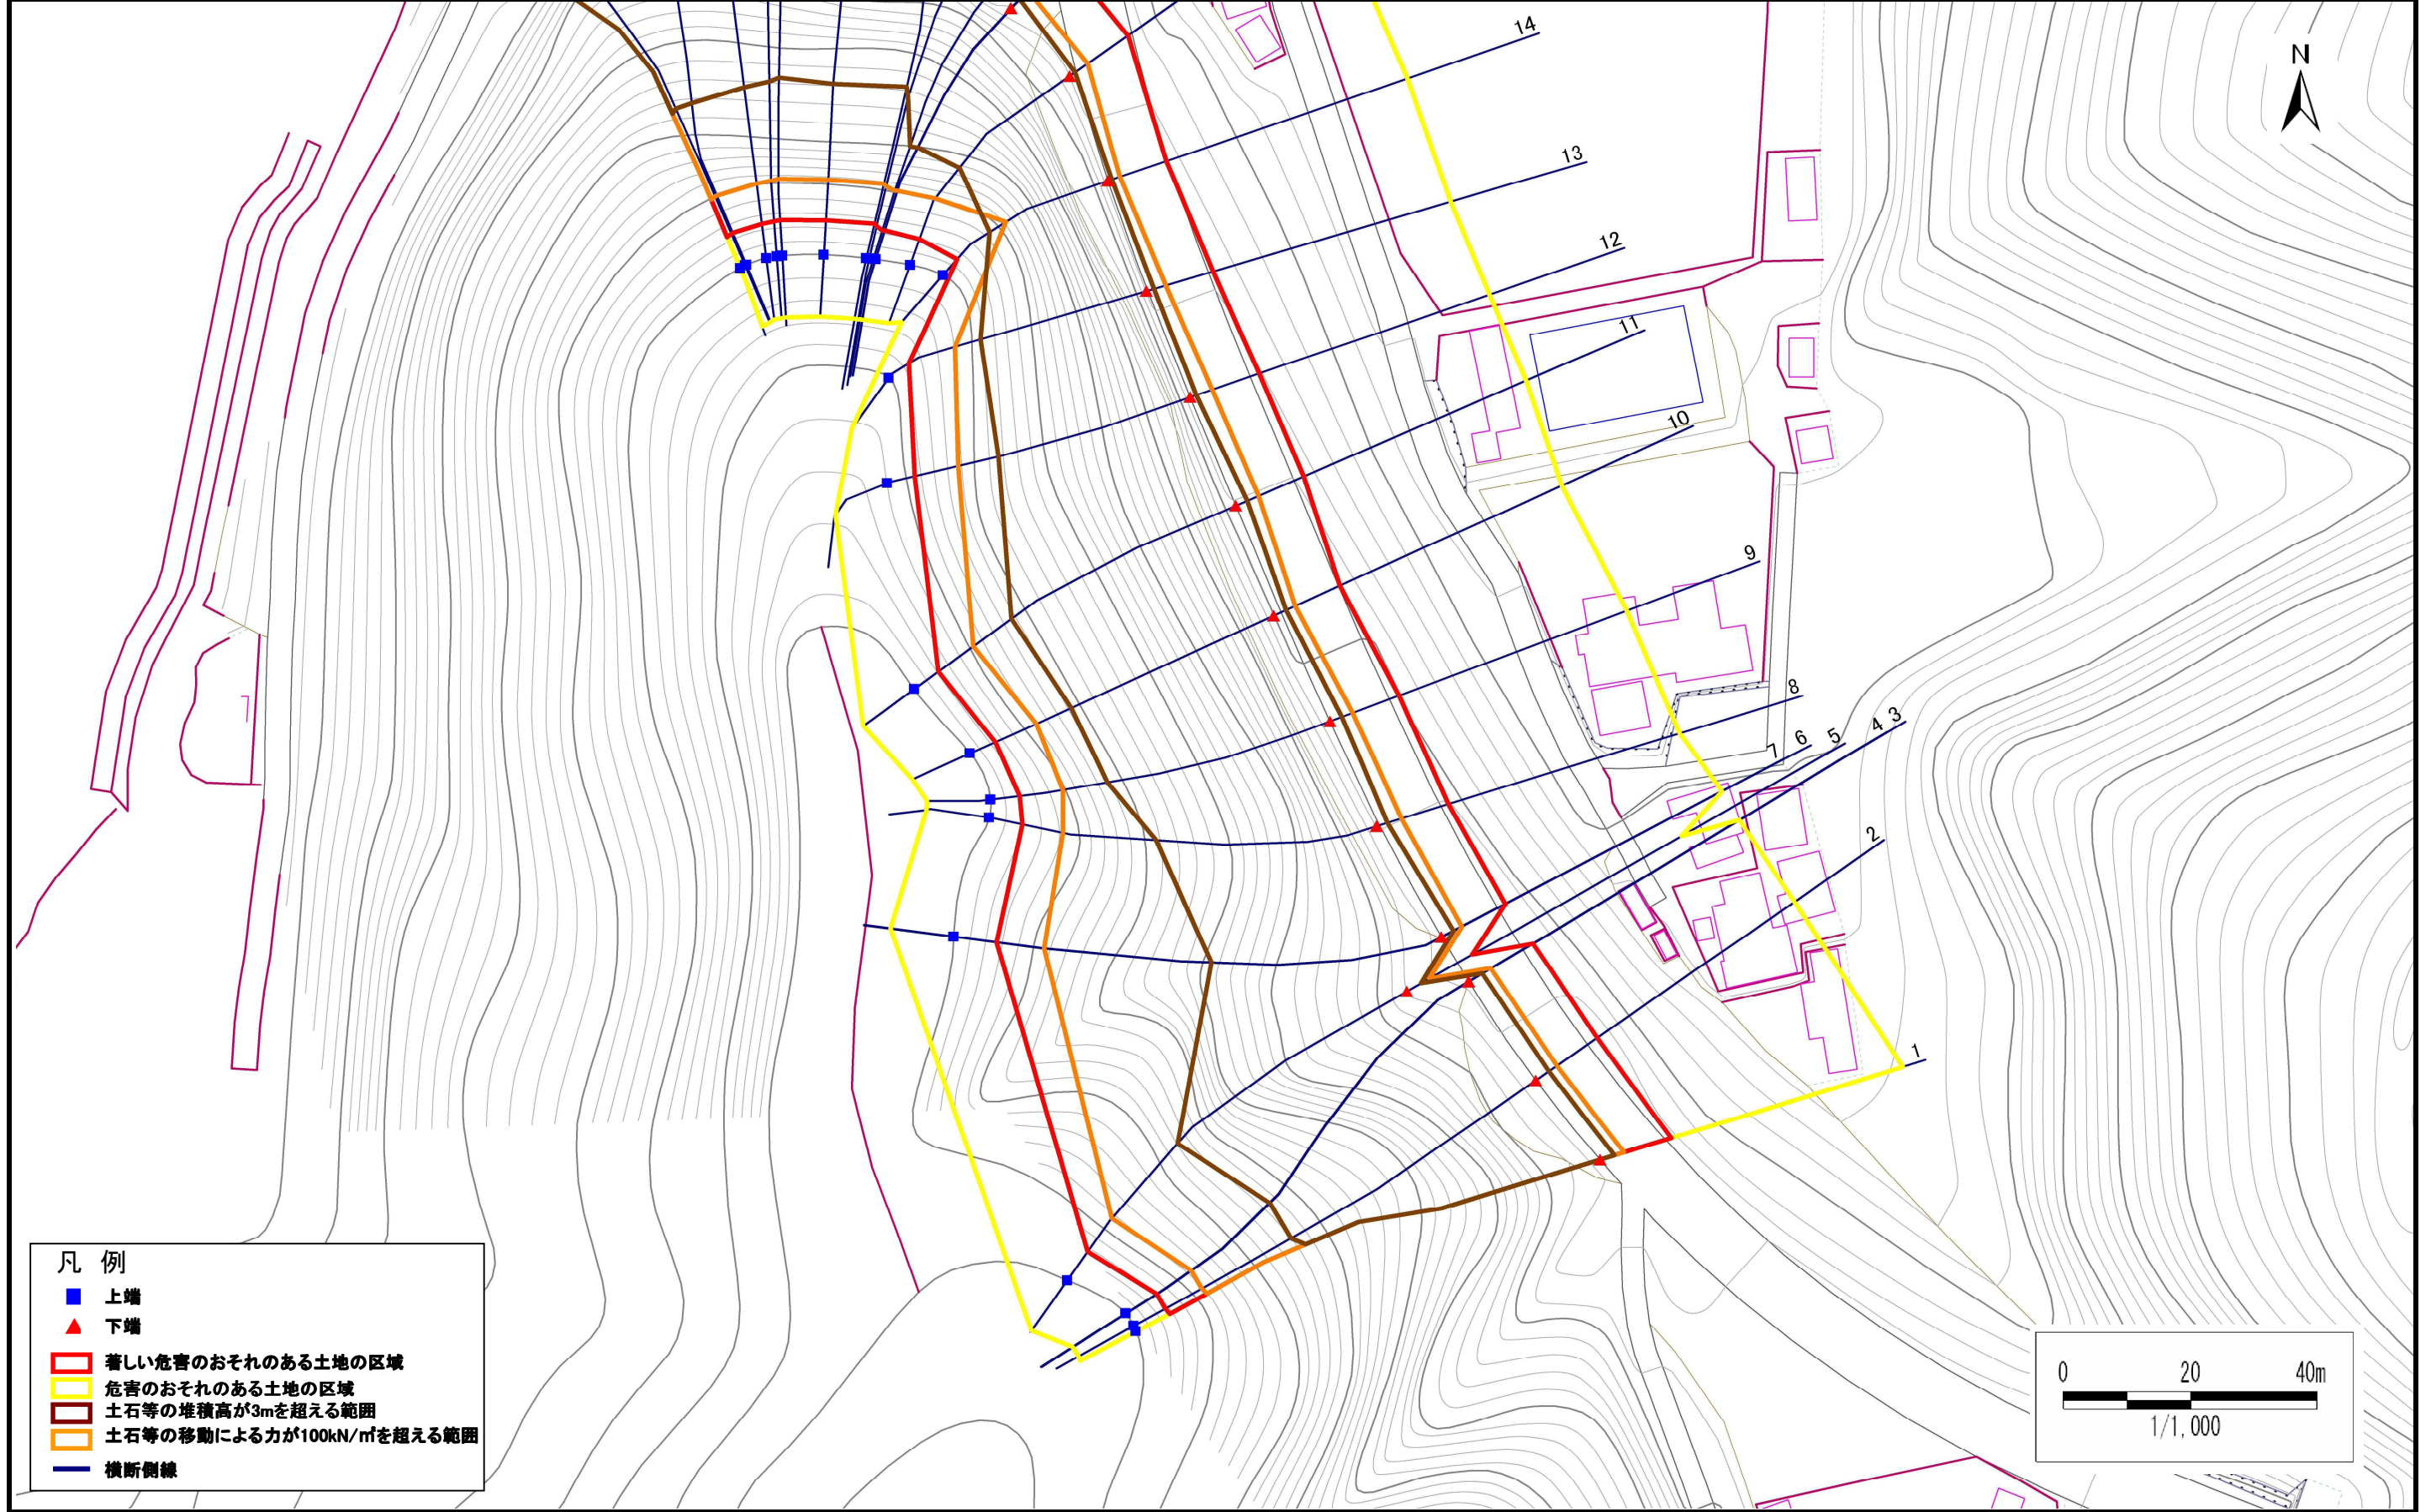 N
14
13
12
11
10
9
8
7 6 5 4 3
2
1
凡 例
上端
下端
著しい危害のおそれのある土地の区域
危害のおそれのある土地の区域
土石等の堆積高が3mを超える範囲
土石等の移動による力が100kN/㎡を超える範囲
横断側線
0 20 40m
1/1,000